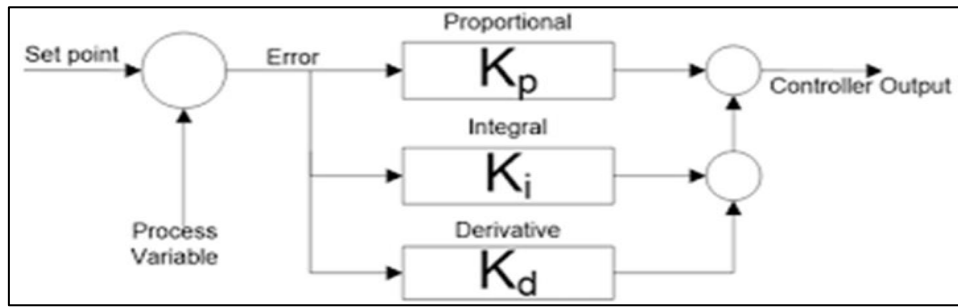 Proportional
Set point
Error
Kp
Controller Output
Integral
Ki
Process
Variable
Derivative
Kd